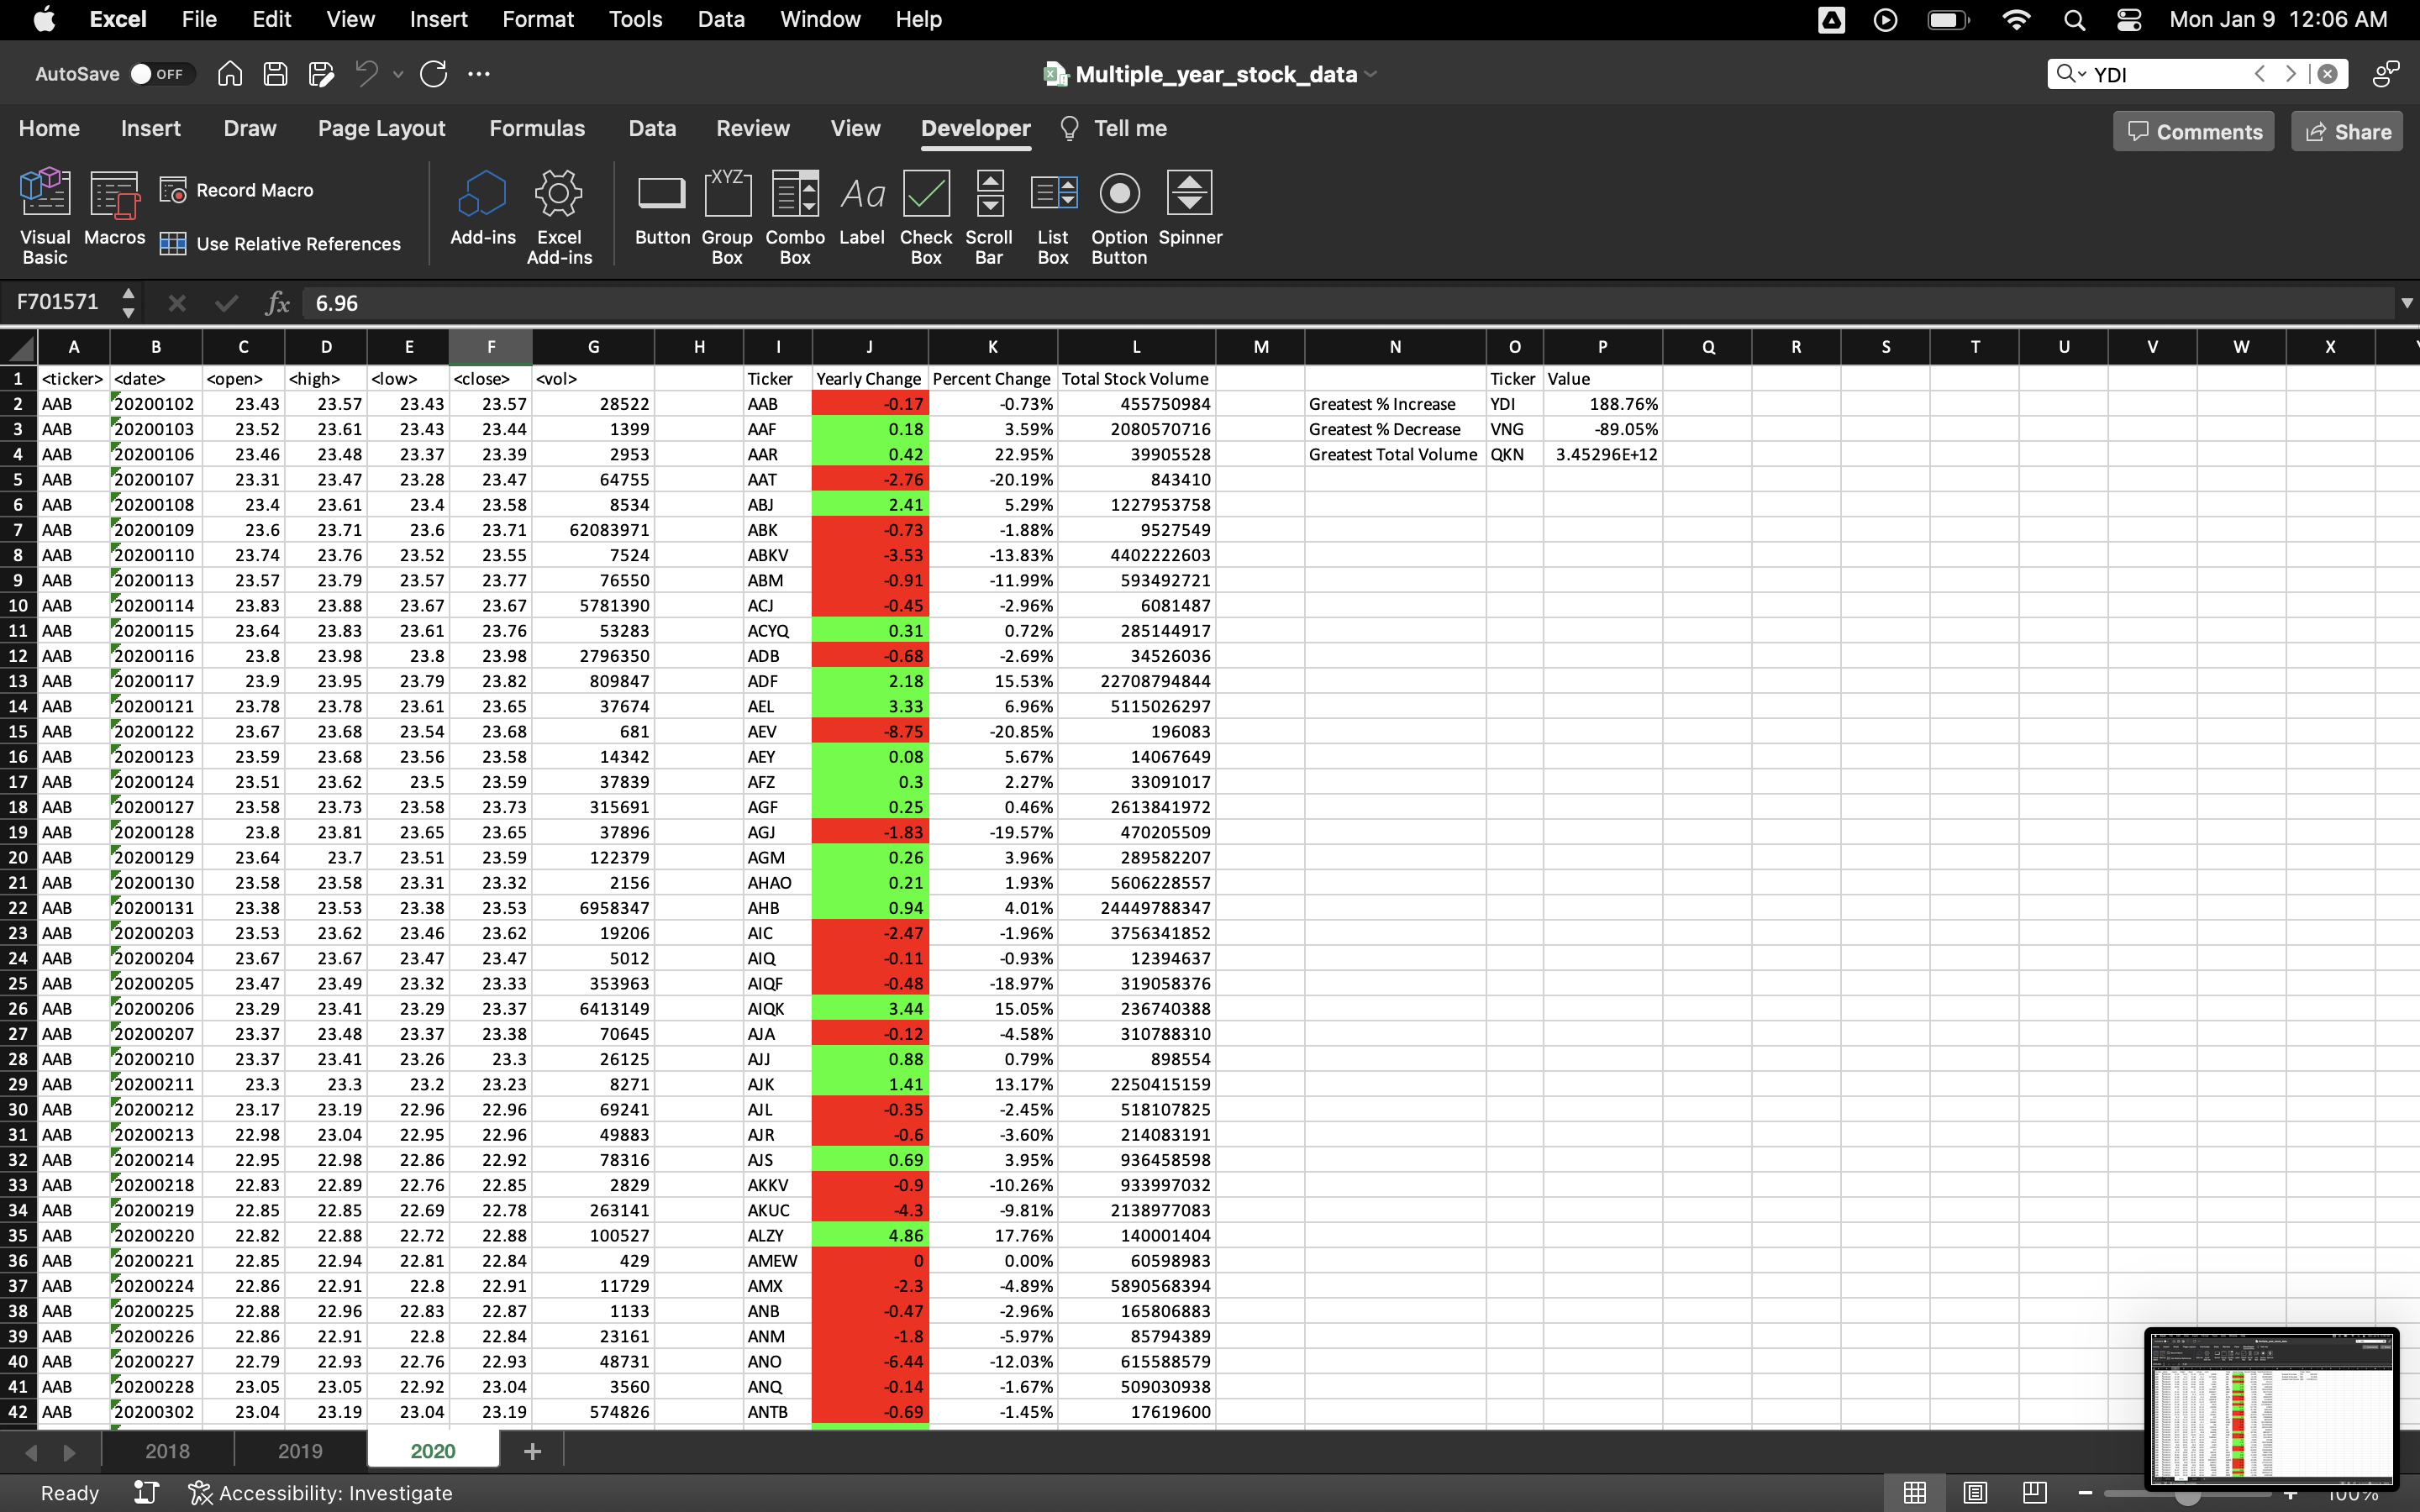 Excel File Edit View Insert Format Tools Data Window Help Mon Jan 9 12:06 AM
AutoSave OFF Multiple_year_stock_data YDI
Home Insert Draw Page Layout Formulas Data Review View Developer Tell me Comments Share
Visual Basic Macros Record Macro Use Relative References Add-ins Excel Add-ins XYZ Button Group Box Combo Box Aa Label Check Box Scroll Bar List Box Option Button Spinner
F701571 fx 6.96
A B C D E F G H I J K L M N O P Q R S T U V W X
1 <ticker> <date> <open> <high> <low> <close> <vol> Ticker Yearly Change Percent Change Total Stock Volume Ticker Value
2 AAB 20200102 23.43 23.57 23.43 23.57 28522 AAB -0.17 -0.73% 455750984 Greatest % Increase YDI 188.76%
3 AAB 20200103 23.52 23.61 23.43 23.44 1399 AAF 0.18 3.59% 2080570716 Greatest % Decrease VNG -89.05%
4 AAB 20200106 23.46 23.48 23.37 23.39 2953 AAR 0.42 22.95% 39905528 Greatest Total Volume QKN 3.45296E+12
5 AAB 20200107 23.31 23.47 23.28 23.47 64755 AAT -2.76 -20.19% 843410
6 AAB 20200108 23.4 23.61 23.4 23.58 8534 ABJ 2.41 5.29% 1227953758
7 AAB 20200109 23.6 23.71 23.6 23.71 62083971 ABK -0.73 -1.88% 9527549
8 AAB 20200110 23.74 23.76 23.52 23.55 7524 ABKV -3.53 -13.83% 4402222603
9 AAB 20200113 23.57 23.79 23.57 23.77 76550 ABM -0.91 -11.99% 593492721
10 AAB 20200114 23.83 23.88 23.67 23.67 5781390 ACJ -0.45 -2.96% 6081487
11 AAB 20200115 23.64 23.83 23.61 23.76 53283 ACYQ 0.31 0.72% 285144917
12 AAB 20200116 23.8 23.98 23.8 23.98 2796350 ADB -0.68 -2.69% 34526036
13 AAB 20200117 23.9 23.95 23.79 23.82 809847 ADF 2.18 15.53% 22708794844
14 AAB 20200121 23.78 23.78 23.61 23.65 37674 AEL 3.33 6.96% 5115026297
15 AAB 20200122 23.67 23.68 23.54 23.68 681 AEV -8.75 -20.85% 196083
16 AAB 20200123 23.59 23.68 23.56 23.58 14342 AEY 0.08 5.67% 14067649
17 AAB 20200124 23.51 23.62 23.5 23.59 37839 AFZ 0.3 2.27% 33091017
18 AAB 20200127 23.58 23.73 23.58 23.73 315691 AGF 0.25 0.46% 2613841972
19 AAB 20200128 23.8 23.81 23.65 23.65 37896 AGJ -1.83 -19.57% 470205509
20 AAB 20200129 23.64 23.7 23.51 23.59 122379 AGM 0.26 3.96% 289582207
21 AAB 20200130 23.58 23.58 23.31 23.32 2156 AHAO 0.21 1.93% 5606228557
22 AAB 20200131 23.38 23.53 23.38 23.53 6958347 AHB 0.94 4.01% 24449788347
23 AAB 20200203 23.53 23.62 23.46 23.62 19206 AIC -2.47 -1.96% 3756341852
24 AAB 20200204 23.67 23.67 23.47 23.47 5012 AIQ -0.11 -0.93% 12394637
25 AAB 20200205 23.47 23.49 23.32 23.33 353963 AIQF -0.48 -18.97% 319058376
26 AAB 20200206 23.29 23.41 23.29 23.37 6413149 AIQK 3.44 15.05% 236740388
27 AAB 20200207 23.37 23.48 23.37 23.38 70645 AJA -0.12 -4.58% 310788310
28 AAB 20200210 23.37 23.41 23.26 23.3 26125 AJJ 0.88 0.79% 898554
29 AAB 20200211 23.3 23.3 23.2 23.23 8271 AJK 1.41 13.17% 2250415159
30 AAB 20200212 23.17 23.19 22.96 22.96 69241 AJL -0.35 -2.45% 518107825
31 AAB 20200213 22.98 23.04 22.95 22.96 49883 AJR -0.6 -3.60% 214083191
32 AAB 20200214 22.95 22.98 22.86 22.92 78316 AJS 0.69 3.95% 936458598
33 AAB 20200218 22.83 22.89 22.76 22.85 2829 AKKV -0.9 -10.26% 933997032
34 AAB 20200219 22.85 22.85 22.69 22.78 263141 AKUC -4.3 -9.81% 2138977083
35 AAB 20200220 22.82 22.88 22.72 22.88 100527 ALZY 4.86 17.76% 140001404
36 AAB 20200221 22.85 22.94 22.81 22.84 429 AMEW 0 0.00% 60598983
37 AAB 20200224 22.86 22.91 22.8 22.91 11729 AMX -2.3 -4.89% 5890568394
38 AAB 20200225 22.88 22.96 22.83 22.87 1133 ANB -0.47 -2.96% 165806883
39 AAB 20200226 22.86 22.91 22.8 22.84 23161 ANM -1.8 -5.97% 85794389
40 AAB 20200227 22.79 22.93 22.76 22.93 48731 ANO -6.44 -12.03% 615588579
41 AAB 20200228 23.05 23.05 22.92 23.04 3560 ANQ -0.14 -1.67% 509030938
42 AAB 20200302 23.04 23.19 23.04 23.19 574826 ANTB -0.69 -1.45% 17619600
2018 2019 2020 +
Ready Accessibility: Investigate 100%